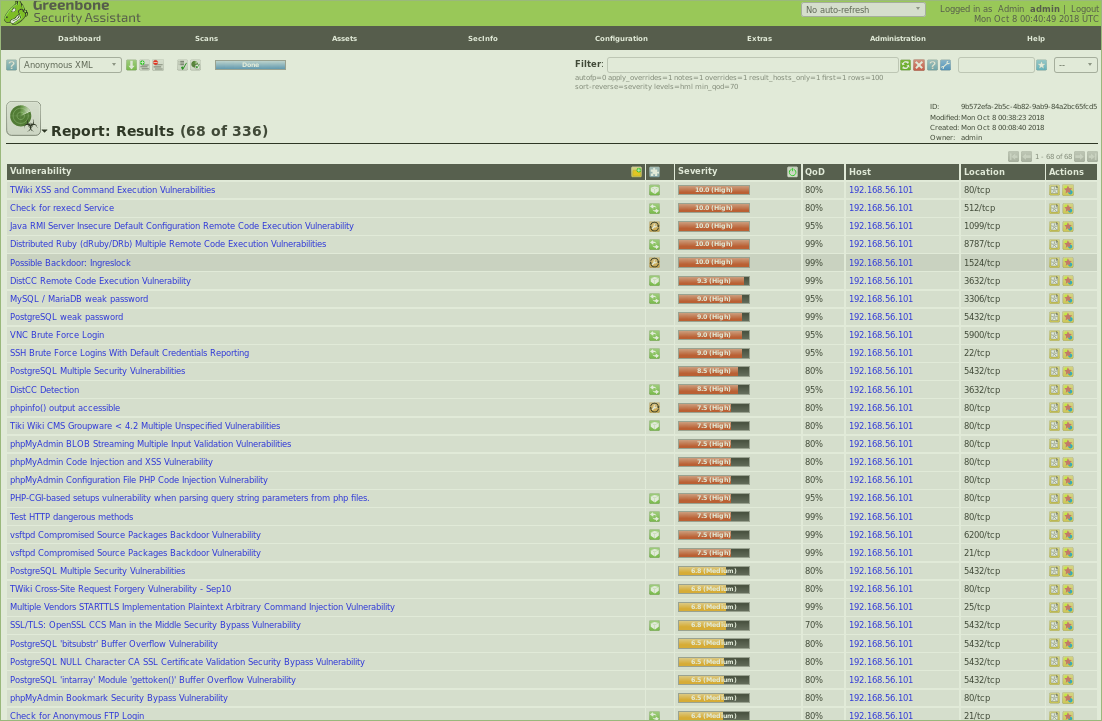 Greenbone
Security Assistant
No auto-refresh
Logged in as Admin admin | Logout
Mon Oct 8 00:40:49 2018 UTC
Dashboard Scans Assets SecInfo Configuration Extras Administration Help
Anonymous XML Done Filter: --
autofp=0 apply_overrides=1 notes=1 overrides=1 result_hosts_only=1 first=1 rows=100
sort-reverse=severity levels=hml min_qod=70
Report: Results (68 of 336)
ID: 9b572efa-2b5c-4b82-9ab9-84a2bc65fcd5
Modified: Mon Oct 8 00:38:23 2018
Created: Mon Oct 8 00:08:40 2018
Owner: admin
1 - 68 of 68
Vulnerability Severity QoD Host Location Actions
TWiki XSS and Command Execution Vulnerabilities 10.0 (High) 80% 192.168.56.101 80/tcp
Check for rexecd Service 10.0 (High) 80% 192.168.56.101 512/tcp
Java RMI Server Insecure Default Configuration Remote Code Execution Vulnerability 10.0 (High) 95% 192.168.56.101 1099/tcp
Distributed Ruby (dRuby/DRb) Multiple Remote Code Execution Vulnerabilities 10.0 (High) 99% 192.168.56.101 8787/tcp
Possible Backdoor: Ingreslock 10.0 (High) 99% 192.168.56.101 1524/tcp
DistCC Remote Code Execution Vulnerability 9.3 (High) 99% 192.168.56.101 3632/tcp
MySQL / MariaDB weak password 9.0 (High) 95% 192.168.56.101 3306/tcp
PostgreSQL weak password 9.0 (High) 99% 192.168.56.101 5432/tcp
VNC Brute Force Login 9.0 (High) 95% 192.168.56.101 5900/tcp
SSH Brute Force Logins With Default Credentials Reporting 9.0 (High) 95% 192.168.56.101 22/tcp
PostgreSQL Multiple Security Vulnerabilities 8.5 (High) 80% 192.168.56.101 5432/tcp
DistCC Detection 8.5 (High) 95% 192.168.56.101 3632/tcp
phpinfo() output accessible 7.5 (High) 80% 192.168.56.101 80/tcp
Tiki Wiki CMS Groupware < 4.2 Multiple Unspecified Vulnerabilities 7.5 (High) 80% 192.168.56.101 80/tcp
phpMyAdmin BLOB Streaming Multiple Input Validation Vulnerabilities 7.5 (High) 80% 192.168.56.101 80/tcp
phpMyAdmin Code Injection and XSS Vulnerability 7.5 (High) 80% 192.168.56.101 80/tcp
phpMyAdmin Configuration File PHP Code Injection Vulnerability 7.5 (High) 80% 192.168.56.101 80/tcp
PHP-CGI-based setups vulnerability when parsing query string parameters from php files. 7.5 (High) 95% 192.168.56.101 80/tcp
Test HTTP dangerous methods 7.5 (High) 99% 192.168.56.101 80/tcp
vsftpd Compromised Source Packages Backdoor Vulnerability 7.5 (High) 99% 192.168.56.101 6200/tcp
vsftpd Compromised Source Packages Backdoor Vulnerability 7.5 (High) 99% 192.168.56.101 21/tcp
PostgreSQL Multiple Security Vulnerabilities 6.8 (Medium) 80% 192.168.56.101 5432/tcp
TWiki Cross-Site Request Forgery Vulnerability - Sep10 6.8 (Medium) 80% 192.168.56.101 80/tcp
Multiple Vendors STARTTLS Implementation Plaintext Arbitrary Command Injection Vulnerability 6.8 (Medium) 99% 192.168.56.101 25/tcp
SSL/TLS: OpenSSL CCS Man in the Middle Security Bypass Vulnerability 6.8 (Medium) 70% 192.168.56.101 5432/tcp
PostgreSQL 'bitsubstr' Buffer Overflow Vulnerability 6.5 (Medium) 80% 192.168.56.101 5432/tcp
PostgreSQL NULL Character CA SSL Certificate Validation Security Bypass Vulnerability 6.5 (Medium) 80% 192.168.56.101 5432/tcp
PostgreSQL 'intarray' Module 'gettoken()' Buffer Overflow Vulnerability 6.5 (Medium) 80% 192.168.56.101 5432/tcp
phpMyAdmin Bookmark Security Bypass Vulnerability 6.5 (Medium) 80% 192.168.56.101 80/tcp
Check for Anonymous FTP Login 6.4 (Medium) 80% 192.168.56.101 21/tcp